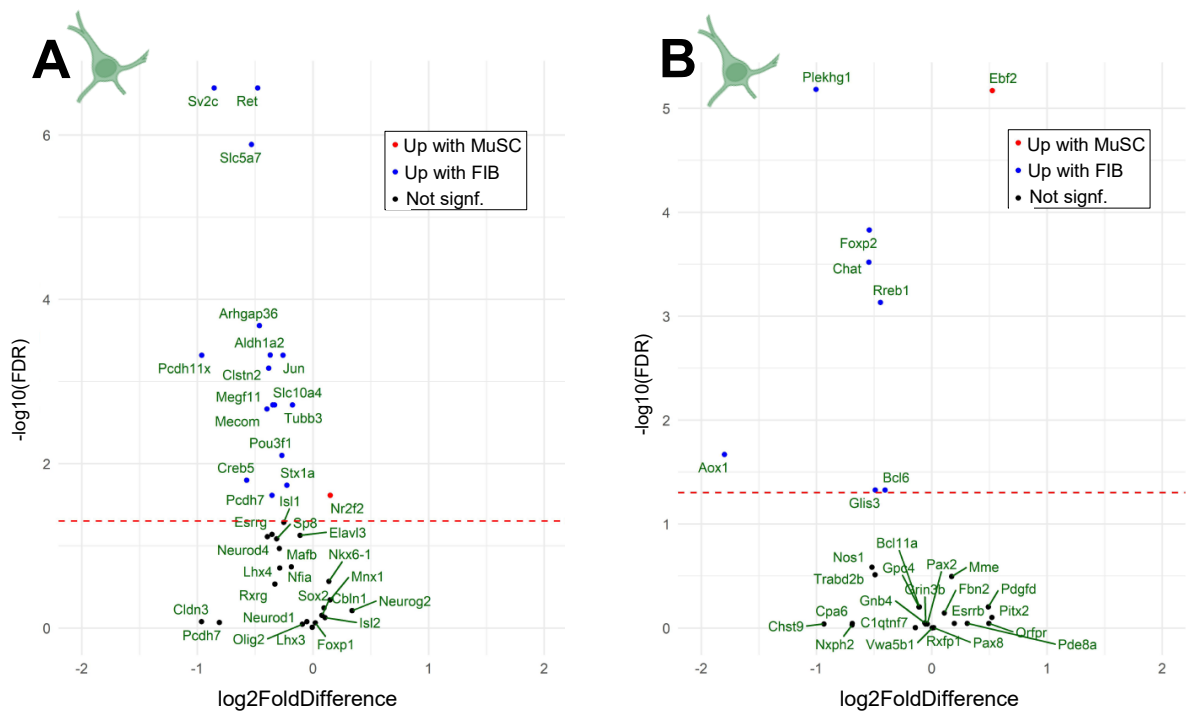 A
Sv2c
Ret
Slc5a7
Up with MuSC
Up with FIB
Not signf.
Arhgap36
Aldh1a2
Pcdh11x
Clstn2
Jun
Megf11
Slc10a4
Mecom
Tubb3
Pou3f1
Creb5
Stx1a
Pcdh7
Isl1
Nr2f2
Esrrg
Sp8
Elavl3
Neurod4
Mafb
Nkx6-1
Lhx4
Nfia
Mnx1
Rxrg
Sox2
Cbln1
Neurog2
Cldn3
Neurod1
Isl2
Pcdh7
Olig2
Lhx3
Foxp1
6
4
2
0
-2
-1
0
1
2
-log10(FDR)
log2FoldDifference
B
Plekhg1
Ebf2
Up with MuSC
Up with FIB
Not signf.
Foxp2
Chat
Rreb1
Aox1
Bcl6
Glis3
Bcl11a
Nos1
Gpc4
Pax2
Mme
Trabd2b
Grin3b
Fbn2
Pdgfd
Gnb4
Cpa6
Esrrb
Pitx2
Chst9
C1qtnf7
Orfpr
Nxph2
Vwa5b1
Rxfp1
Pax8
Pde8a
5
4
3
2
1
0
-2
-1
0
1
2
-log10(FDR)
log2FoldDifference